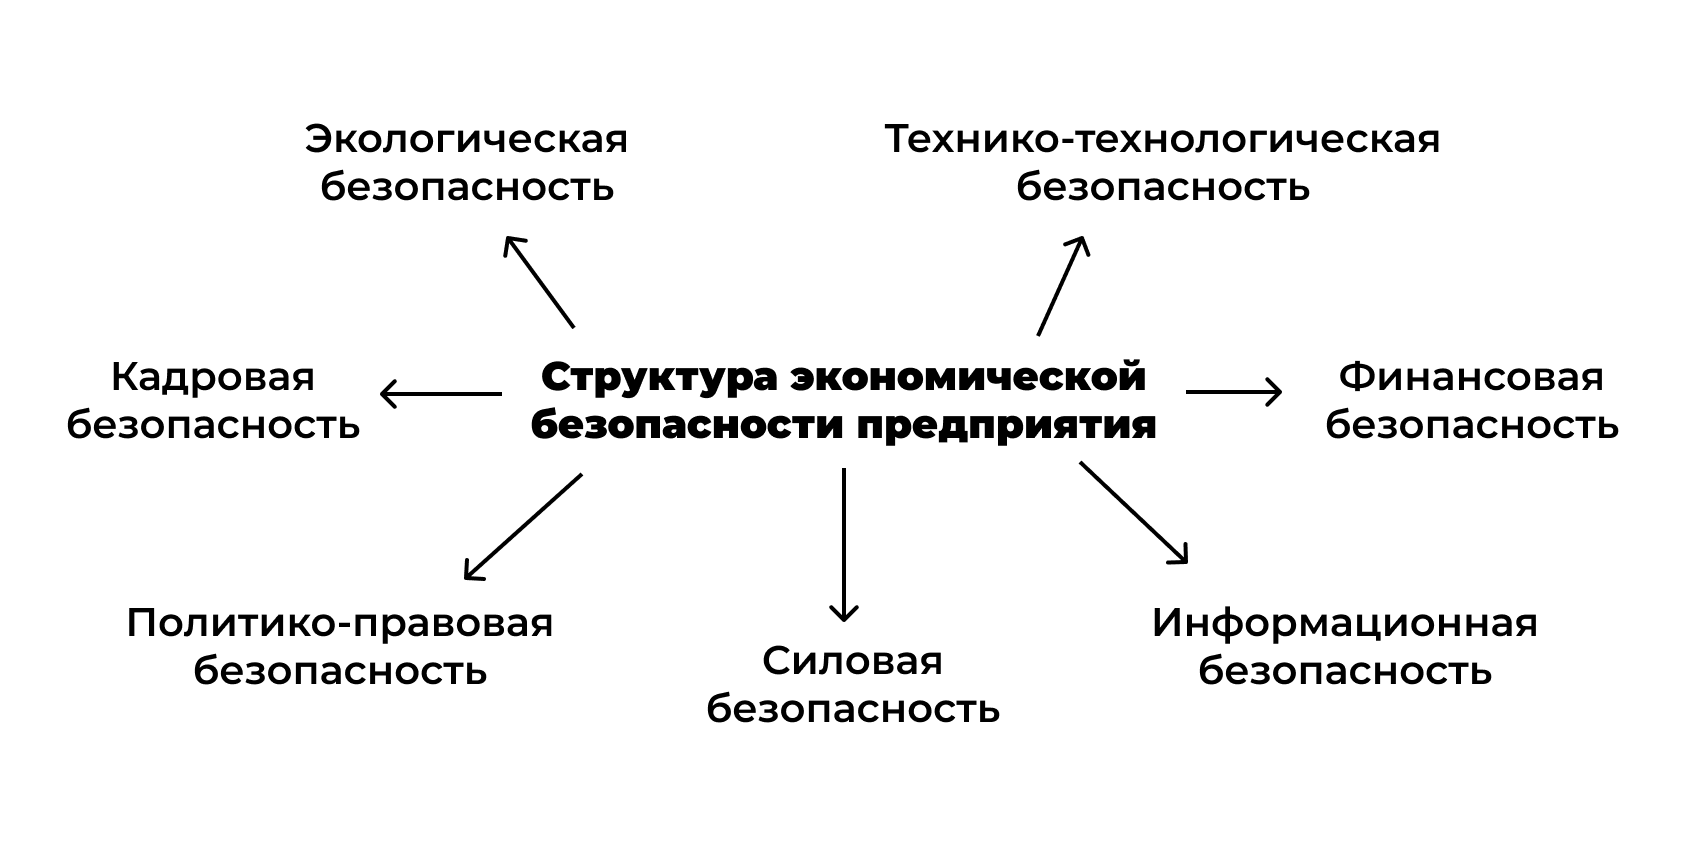 Экологическая
безопасность
Технико-технологическая
безопасность
Кадровая
безопасность
Структура экономической
безопасности предприятия
Финансовая
безопасность
Политико-правовая
безопасность
Силовая
безопасность
Информационная
безопасность